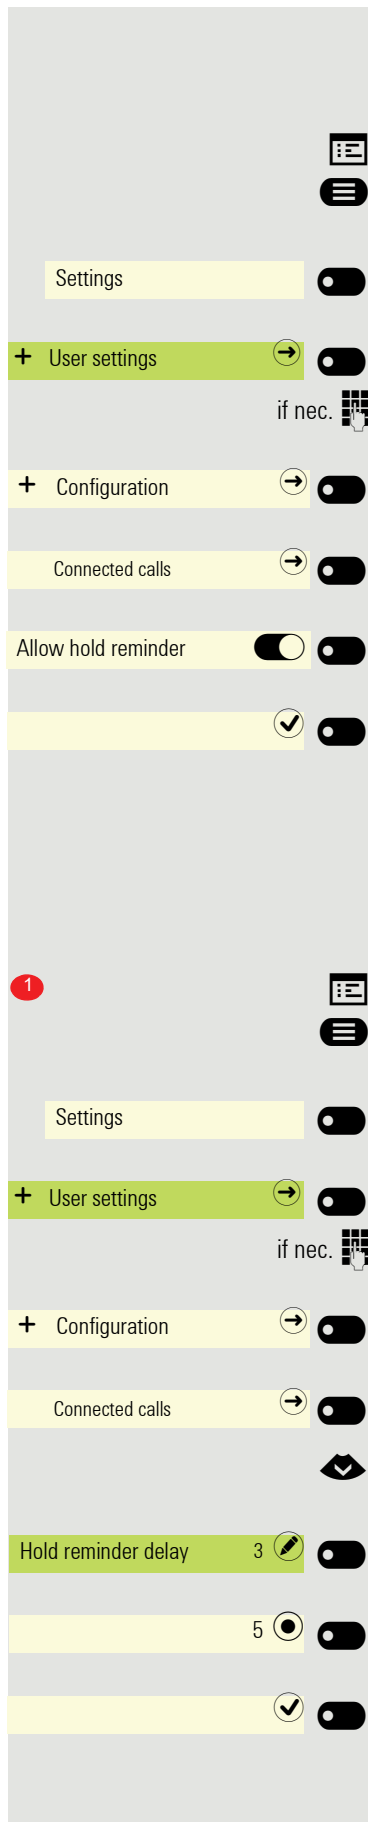 Settings
+ User settings
if nec.
+ Configuration
Connected calls
Allow hold reminder
1
Settings
+ User settings
if nec.
+ Configuration
Connected calls
Hold reminder delay 3
5